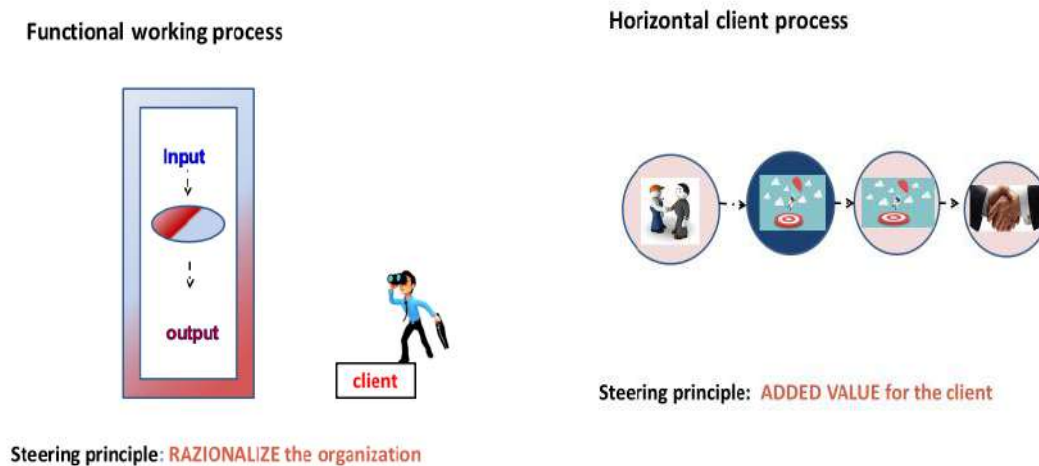 Functional working process
Horizontal client process
Input
output
client
Steering principle: ADDED VALUE for the client
Steering principle: RAZIONALIZE the organization